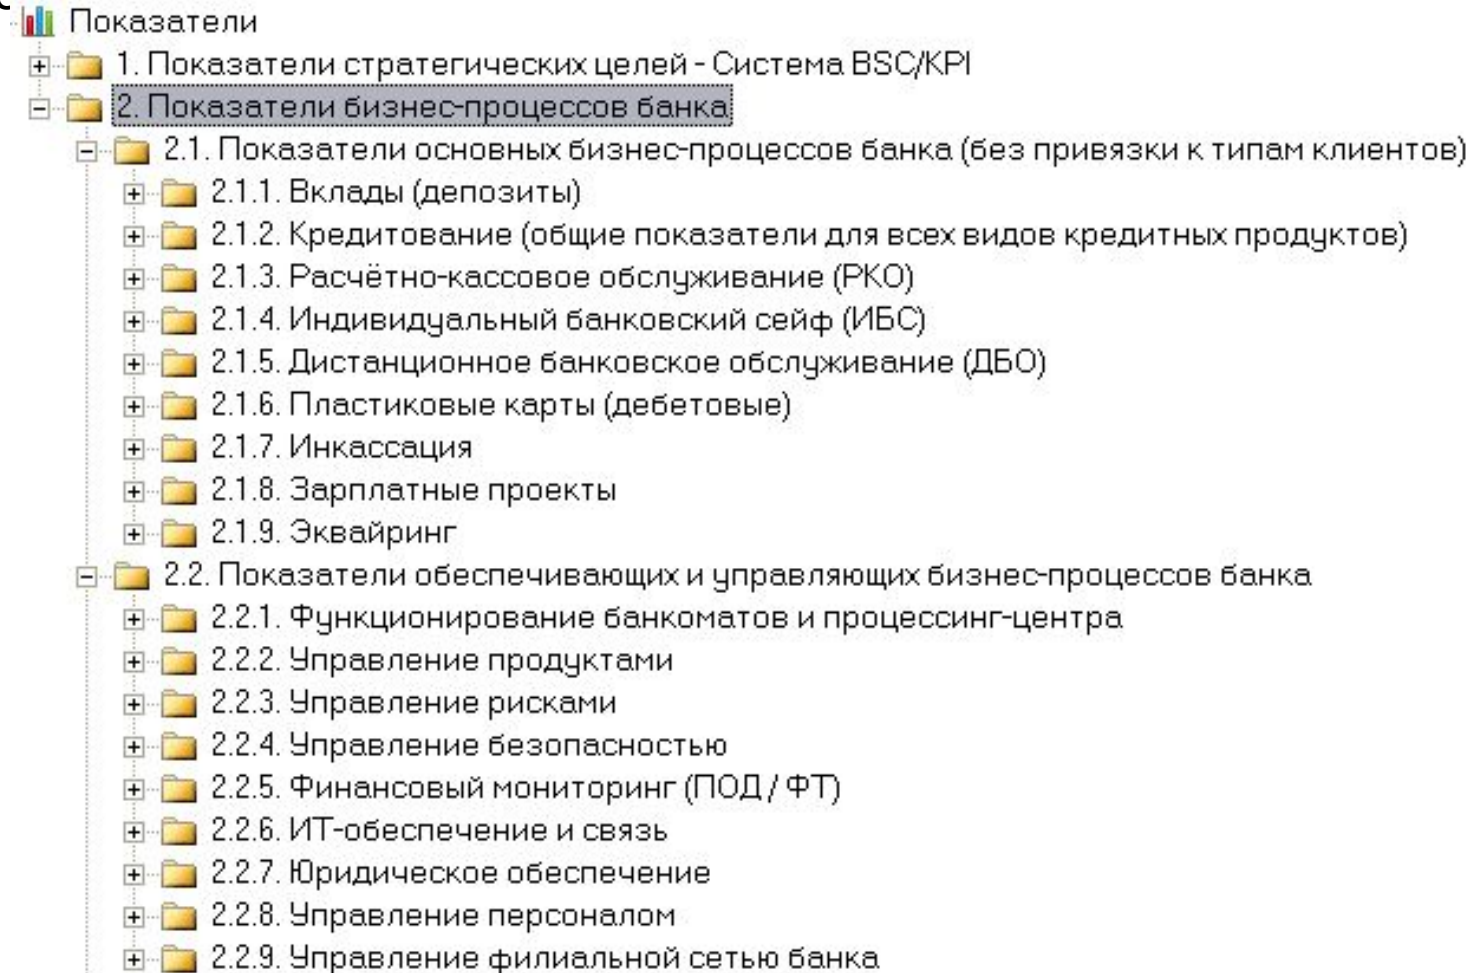 Показатели
1. Показатели стратегических целей - Система BSC/KPI
2. Показатели бизнес-процессов банка
2.1. Показатели основных бизнес-процессов банка (без привязки к типам клиентов)
2.1.1. Вклады (депозиты)
2.1.2. Кредитование (общие показатели для всех видов кредитных продуктов)
2.1.3. Расчётно-кассовое обслуживание (РКО)
2.1.4. Индивидуальный банковский сейф (ИБС)
2.1.5. Дистанционное банковское обслуживание (ДБО)
2.1.6. Пластиковые карты (дебетовые)
2.1.7. Инкассация
2.1.8. Зарплатные проекты
2.1.9. Эквайринг
2.2. Показатели обеспечивающих и управляющих бизнес-процессов банка
2.2.1. Функционирование банкоматов и процессинг-центра
2.2.2. Управление продуктами
2.2.3. Управление рисками
2.2.4. Управление безопасностью
2.2.5. Финансовый мониторинг (ПОД / ФТ)
2.2.6. ИТ-обеспечение и связь
2.2.7. Юридическое обеспечение
2.2.8. Управление персоналом
2.2.9. Управление филиальной сетью банка